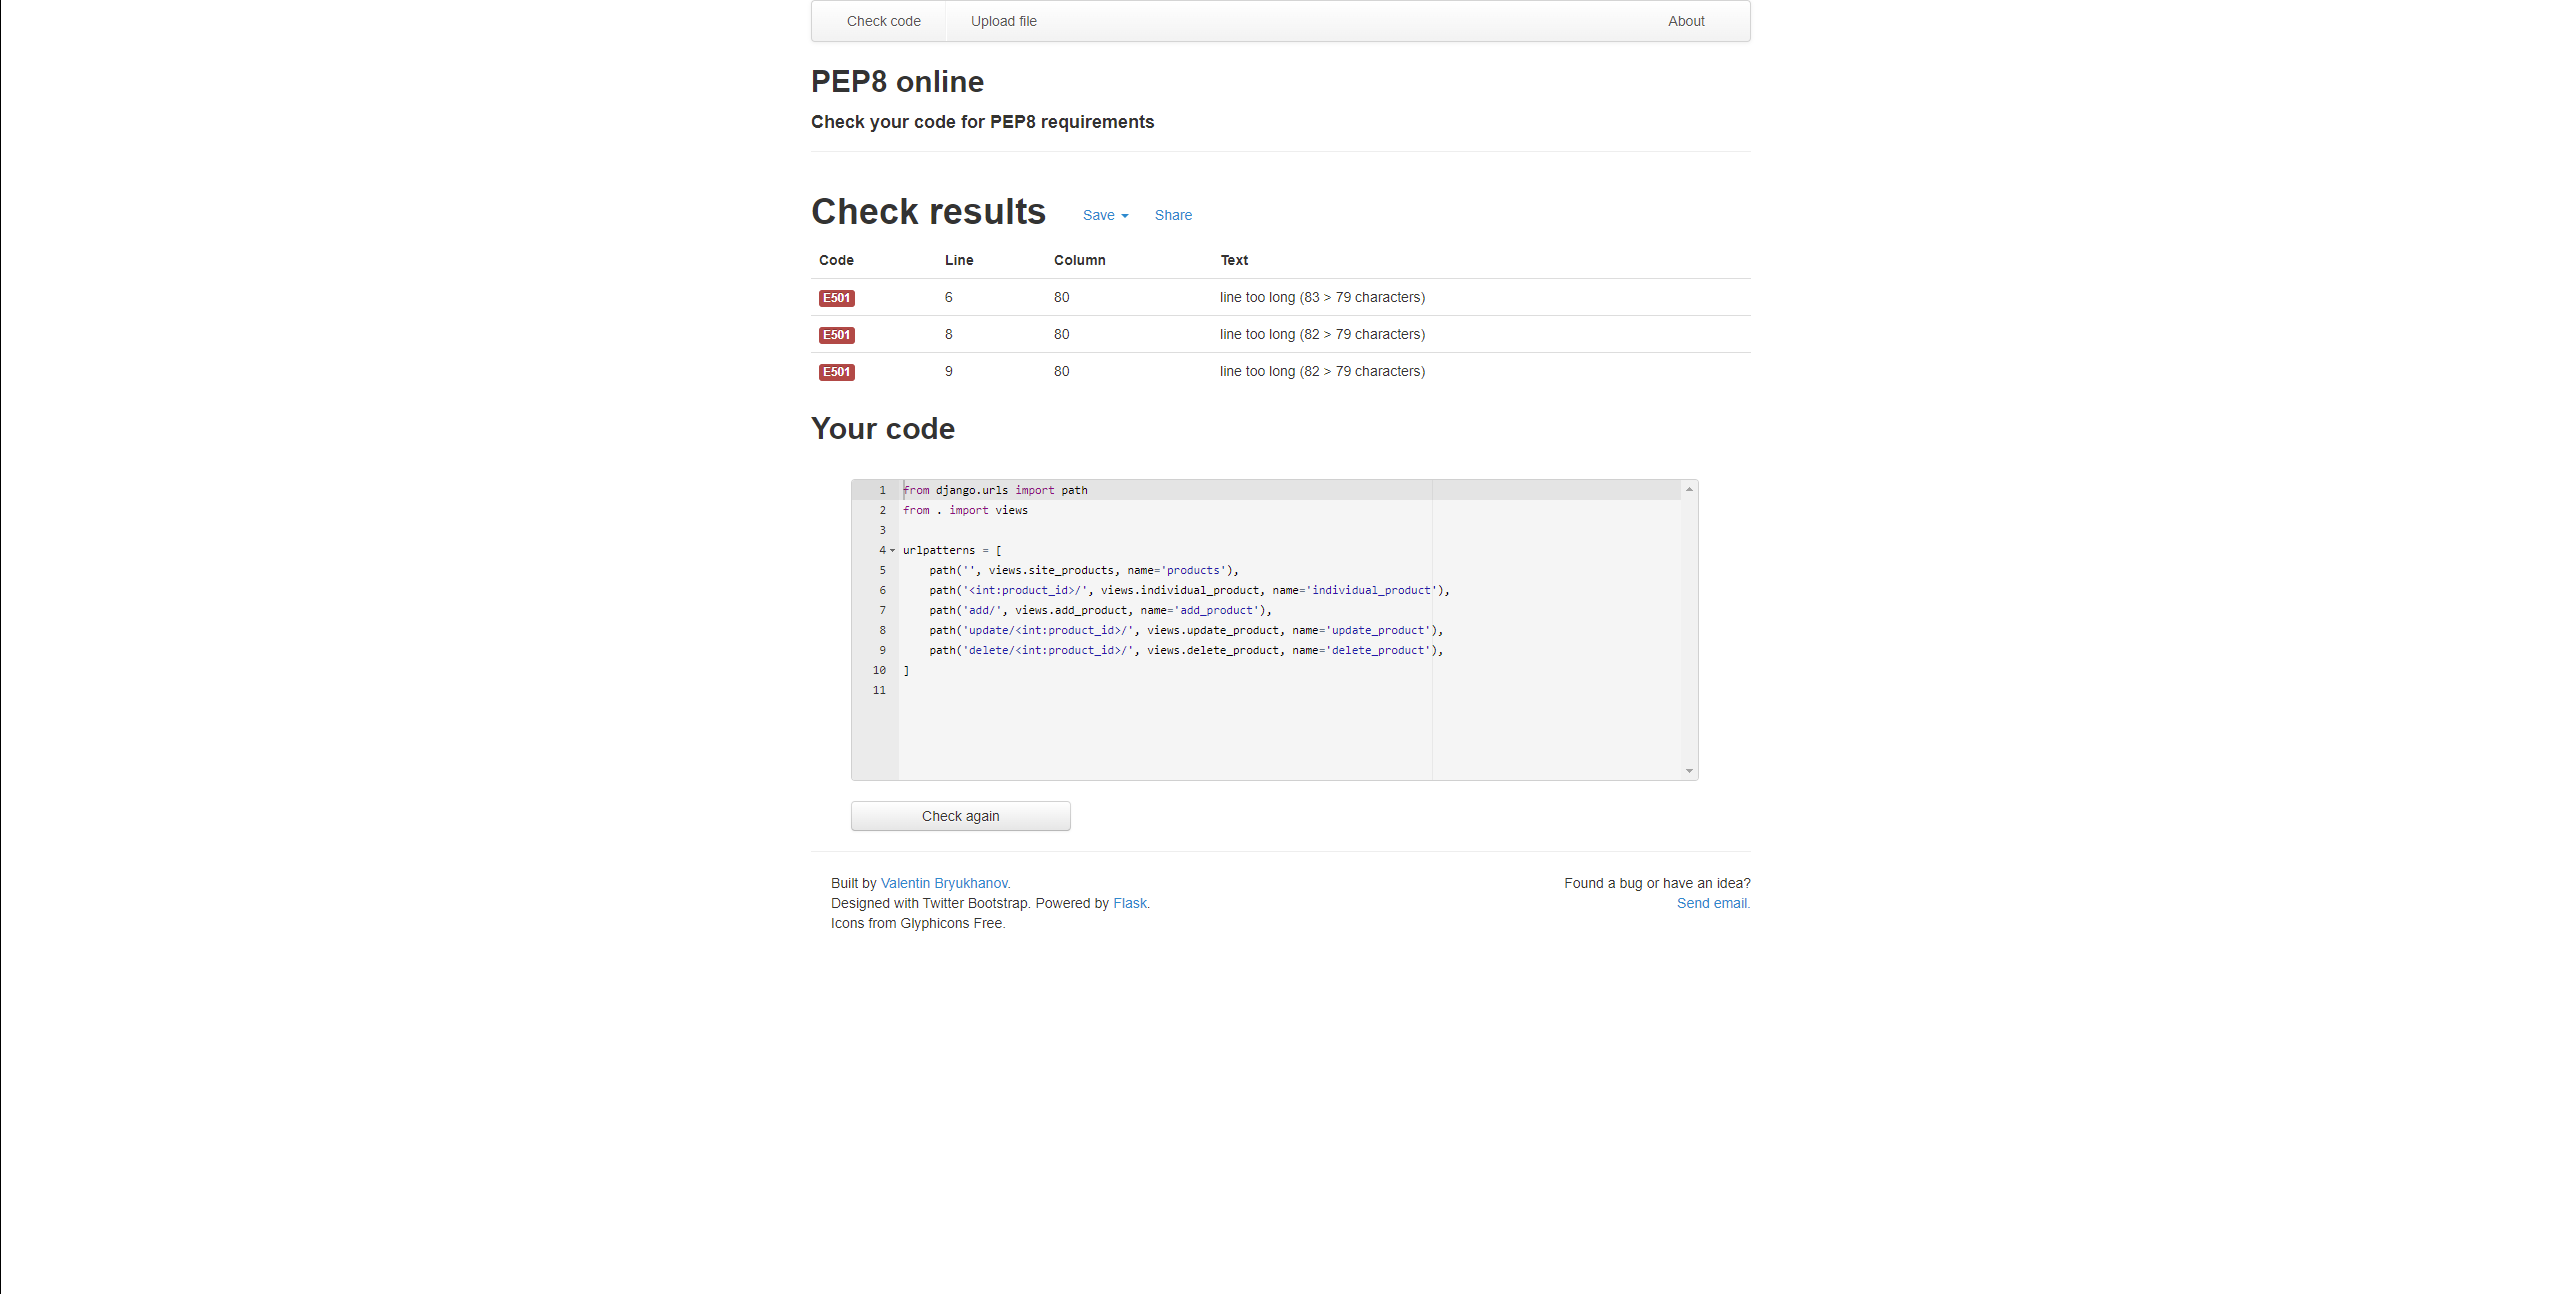 Check code Upload file About
PEP8 online
Check your code for PEP8 requirements
Check results Save Share
Code Line Column Text
E501 6 80 line too long (83 > 79 characters)
E501 8 80 line too long (82 > 79 characters)
E501 9 80 line too long (82 > 79 characters)
Your code
1 from django.urls import path
2 from . import views
3
4 urlpatterns = [
5     path('', views.site_products, name='products'),
6     path('<int:product_id>/', views.individual_product, name='individual_product'),
7     path('add/', views.add_product, name='add_product'),
8     path('update/<int:product_id>/', views.update_product, name='update_product'),
9     path('delete/<int:product_id>/', views.delete_product, name='delete_product'),
10 ]
11
Check again
Built by Valentin Bryukhanov. Found a bug or have an idea?
Designed with Twitter Bootstrap. Powered by Flask. Send email.
Icons from Glyphicons Free.